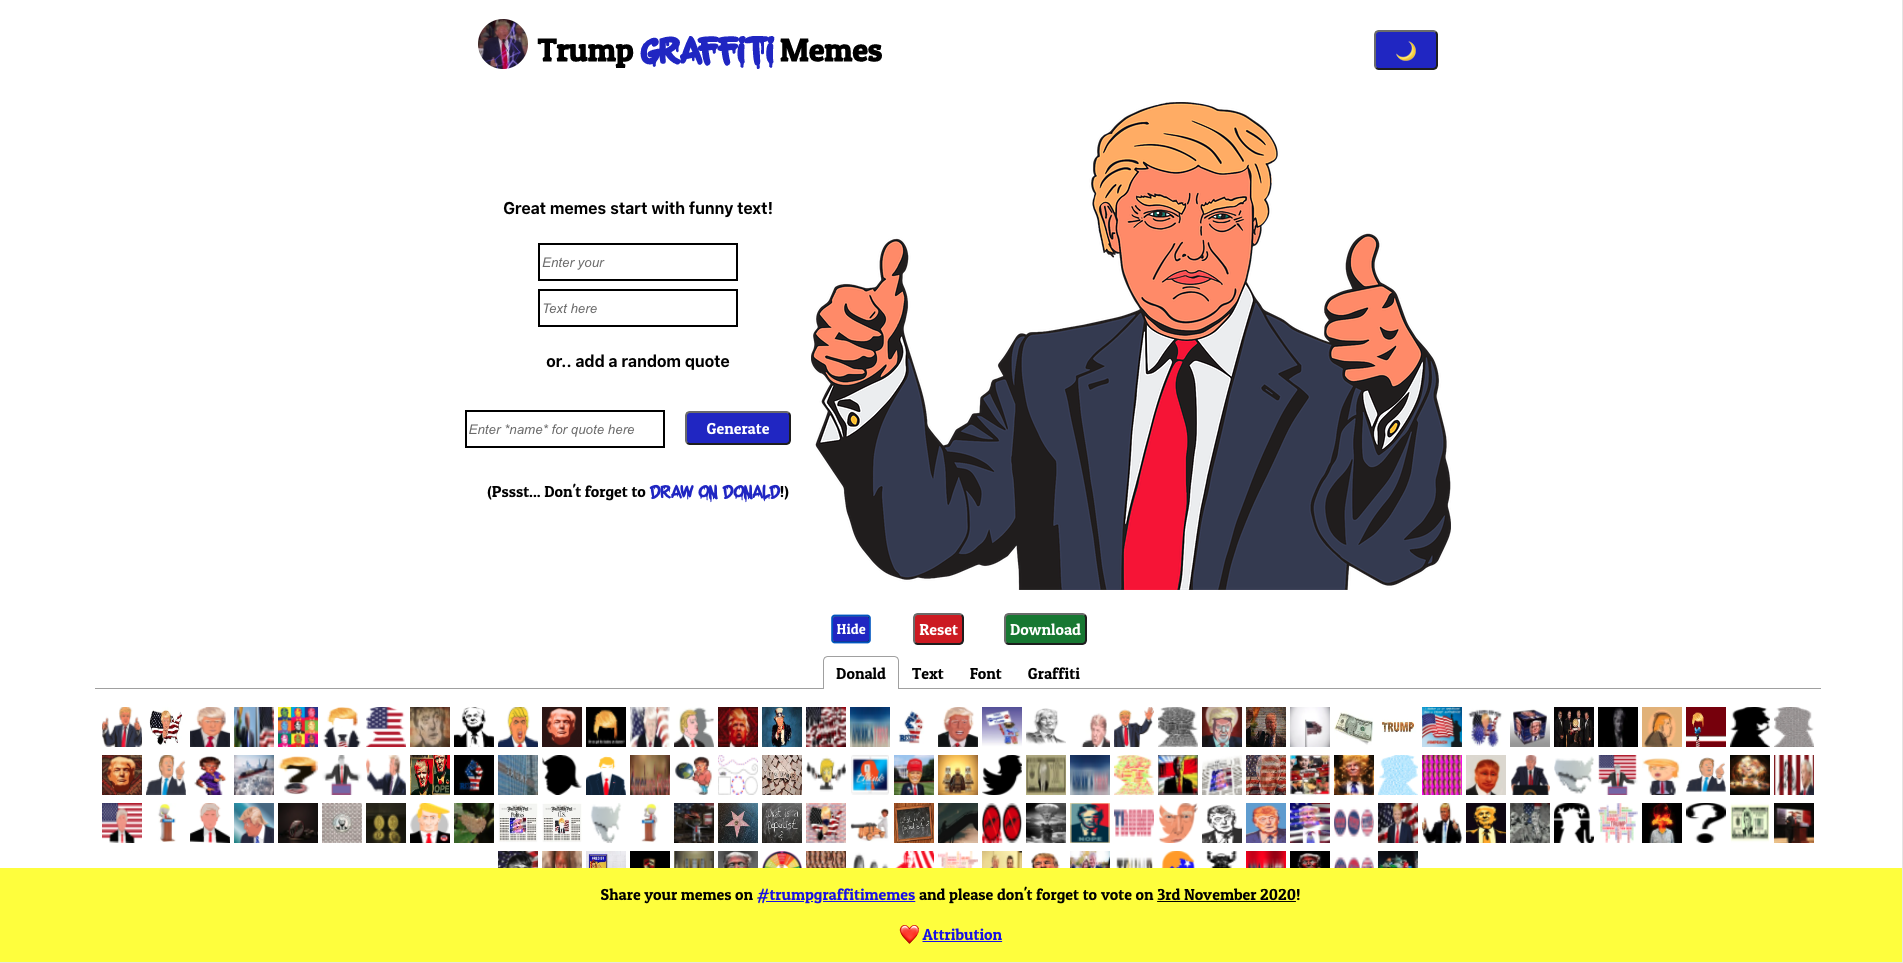 Trump GRAFFITI Memes
Great memes start with funny text!
Enter your
Text here
or.. add a random quote
Enter *name* for quote here
Generate
(Pssst... Don't forget to DRAW ON DONALD!)
Hide
Reset
Download
Donald
Text
Font
Graffiti
TRUMP
HOPE
HOPE
Share your memes on #trumpgraffitimemes and please don't forget to vote on 3rd November 2020!
Attribution